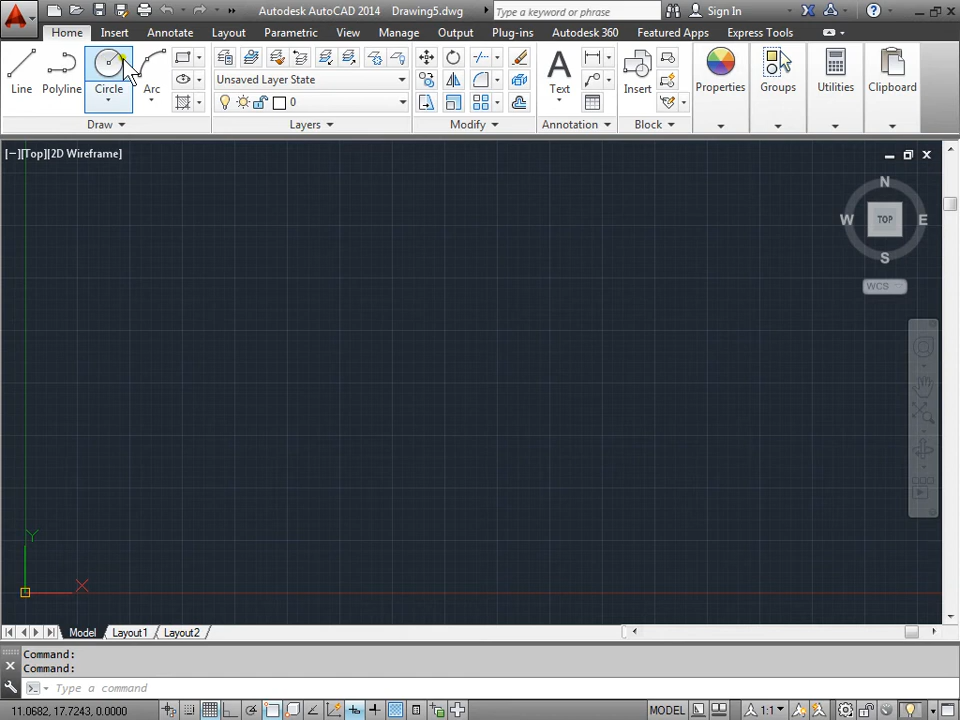 Autodesk AutoCAD 2014 Drawing5.dwg Type a keyword or phrase Sign In
Home Insert Annotate Layout Parametric View Manage Output Plug-ins Autodesk 360 Featured Apps Express Tools
Unsaved Layer State
Line Polyline Circle Arc Text Insert Properties Groups Utilities Clipboard
0
Draw Layers Modify Annotation Block
[−][Top][2D Wireframe]
N
W TOP E
S
WCS
Y
X
Model Layout1 Layout2
Command:
Command:
Type a command
11.0682, 17.7243, 0.0000 MODEL 1:1